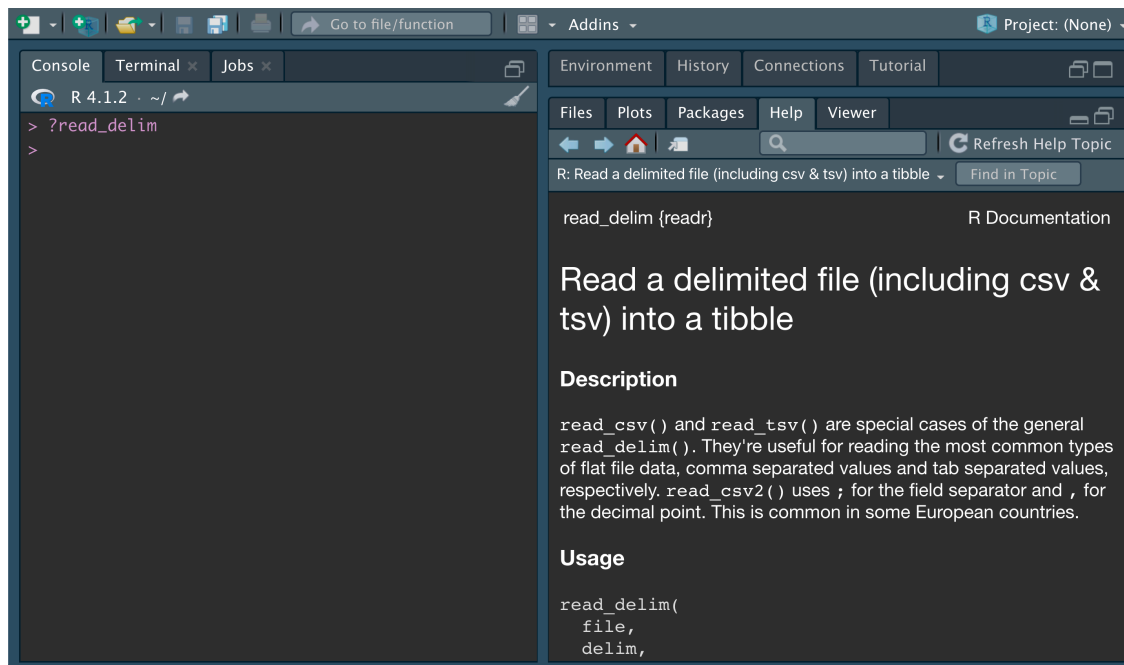 Go to file/function
Addins
Project: (None)
Console
Terminal
Jobs
R 4.1.2 · ~/
> ?read_delim
>
Environment
History
Connections
Tutorial
Files
Plots
Packages
Help
Viewer
Refresh Help Topic
R: Read a delimited file (including csv & tsv) into a tibble
Find in Topic
read_delim {readr}
R Documentation
Read a delimited file (including csv &
tsv) into a tibble
Description
read_csv() and read_tsv() are special cases of the general
read_delim(). They're useful for reading the most common types
of flat file data, comma separated values and tab separated values,
respectively. read_csv2() uses ; for the field separator and , for
the decimal point. This is common in some European countries.
Usage
read_delim(
file,
delim,